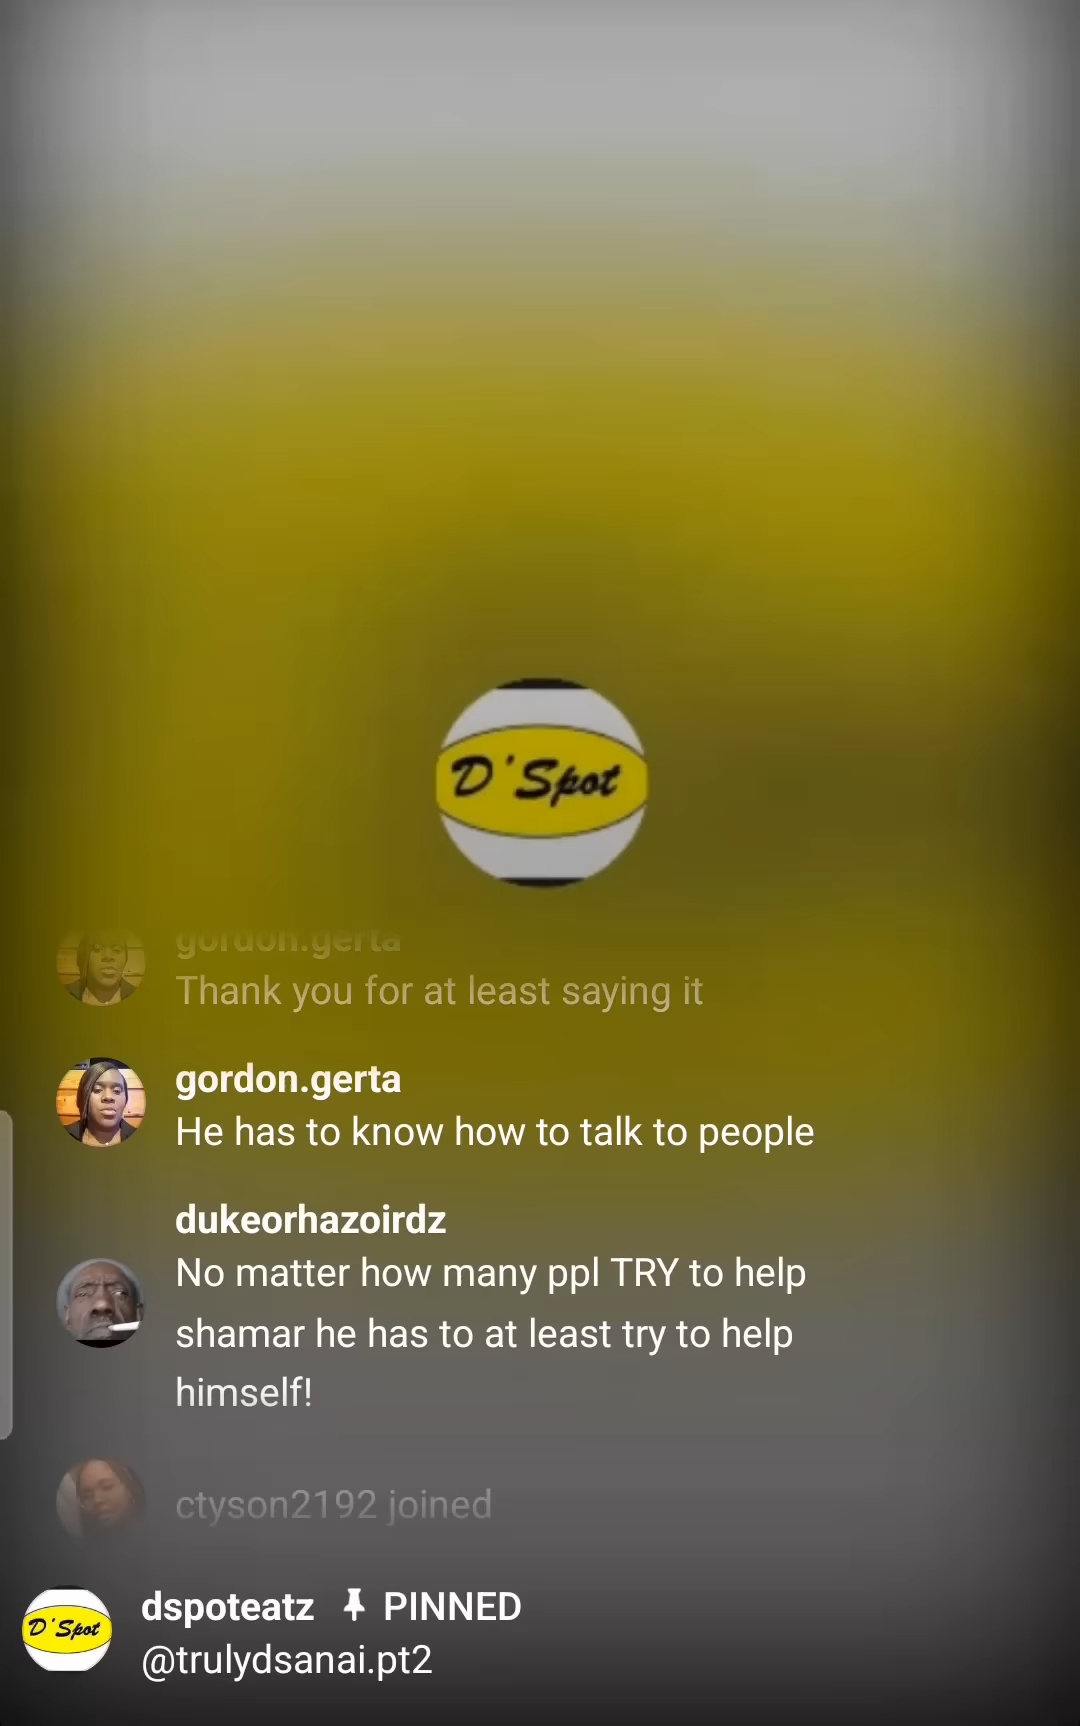 D'Spot
gordon.gerta
Thank you for at least saying it
gordon.gerta
He has to know how to talk to people
dukeorhazoirdz
No matter how many ppl TRY to help
shamar he has to at least try to help
himself!
ctyson2192 joined
D'Spot
dspoteatz PINNED
@trulydsanai.pt2